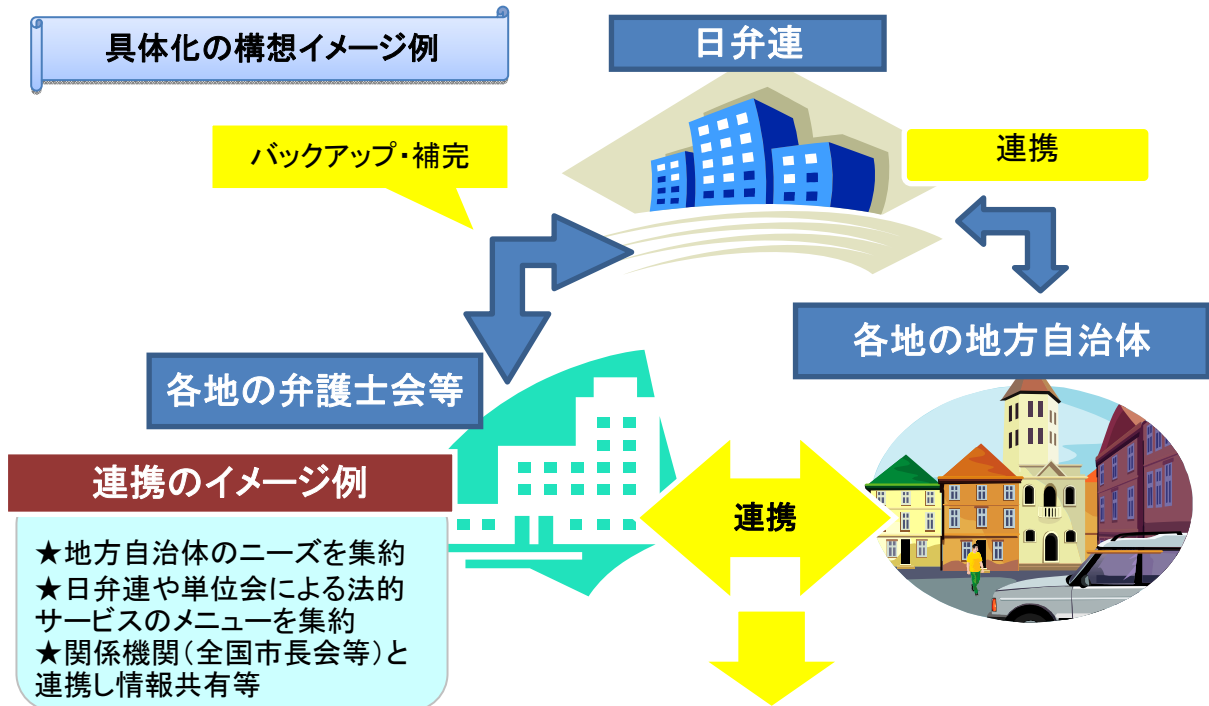 具体化の構想イメージ例
日弁連
バックアップ・補完
連携
各地の地方自治体
各地の弁護士会等
連携のイメージ例
連携
★地方自治体のニーズを集約
★日弁連や単位会による法的
サービスのメニューを集約
★関係機関(全国市長会等)と
連携し情報共有等